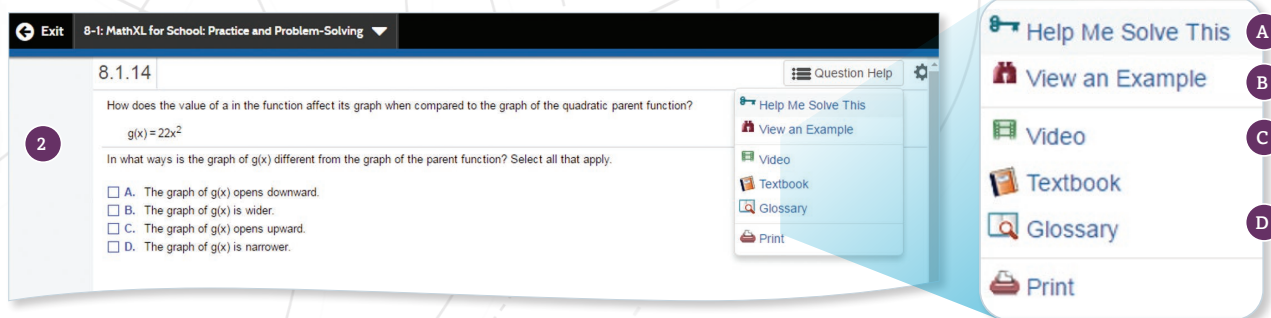 Exit 8-1: MathXL for School: Practice and Problem-Solving
8.1.14
Question Help
How does the value of a in the function affect its graph when compared to the graph of the quadratic parent function?
g(x) = 22x²
2
In what ways is the graph of g(x) different from the graph of the parent function? Select all that apply.
A. The graph of g(x) opens downward.
B. The graph of g(x) is wider.
C. The graph of g(x) opens upward.
D. The graph of g(x) is narrower.
Help Me Solve This
View an Example
Video
Textbook
Glossary
Print
Help Me Solve This A
View an Example B
Video C
Textbook
Glossary D
Print